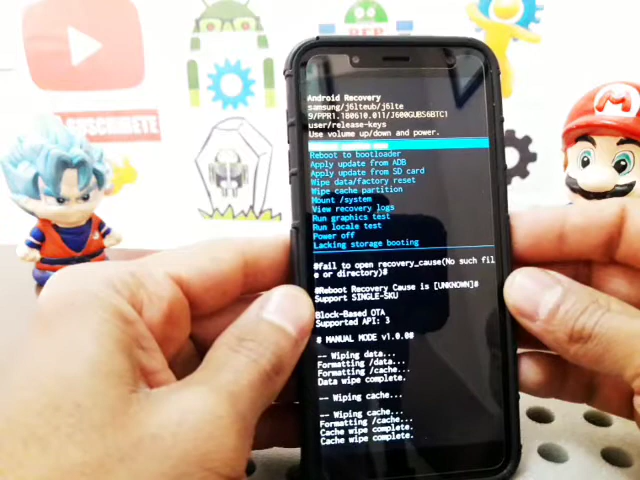 SUSCRIBETE
Android Recovery
samsung/j6lteub/j6lte
9/PPR1.180610.011/J600GUBS6BTC1
user/release-keys
Use volume up/down and power.
Reboot system now
Reboot to bootloader
Apply update from ADB
Apply update from SD card
Wipe data/factory reset
Wipe cache partition
Mount /system
View recovery logs
Run graphics test
Run locale test
Power off
Lacking storage booting
@fail to open recovery_cause(No such fil
e or directory)#
@Reboot Recovery Cause is [UNKNOWN]#
Support SINGLE-SKU
Block-Based OTA
Supported API: 3
# MANUAL MODE v1.0.0#
-- Wiping data...
Formatting /data...
Formatting /cache...
Data wipe complete.
-- Wiping cache...
-- Wiping cache...
Formatting /cache...
Cache wipe complete.
Cache wipe complete.